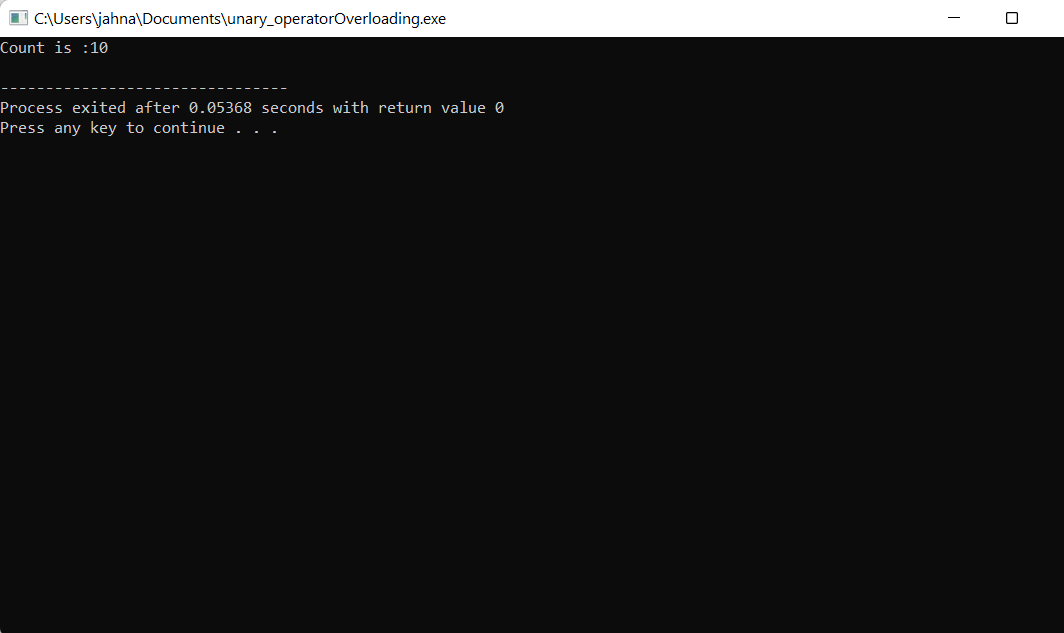 C:\Users\jahna\Documents\unary_operatorOverloading.exe
Count is :10
--------------------------------
Process exited after 0.05368 seconds with return value 0
Press any key to continue . . .